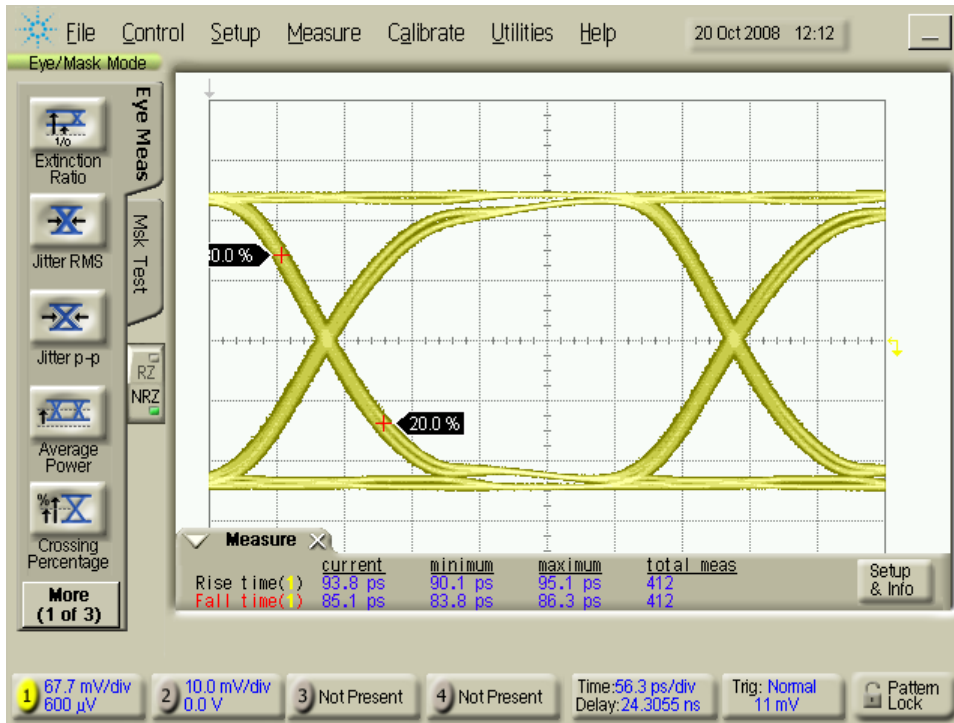 File Control Setup Measure Calibrate Utilities Help 20 Oct 2008 12:12
Eye/Mask Mode
Eye Meas
Msk Test
1/0
Extinction
Ratio
Jitter RMS
Jitter p-p
RZ
NRZ
Average
Power
%
Crossing
Percentage
More
(1 of 3)
0.0 %
20.0 %
Measure
current minimum maximum total meas
Rise time(1) 93.8 ps 90.1 ps 95.1 ps 412
Fall time(1) 85.1 ps 83.8 ps 86.3 ps 412
Setup
& Info
1 67.7 mV/div
600 µV
2 10.0 mV/div
0.0 V
3 Not Present
4 Not Present
Time:56.3 ps/div
Delay:24.3055 ns
Trig: Normal
11 mV
Pattern
Lock